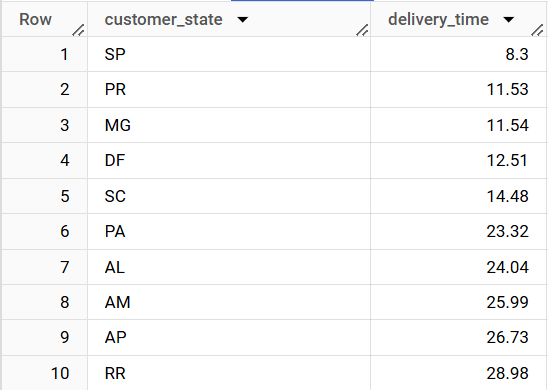 Row customer_state delivery_time
1 SP 8.3
2 PR 11.53
3 MG 11.54
4 DF 12.51
5 SC 14.48
6 PA 23.32
7 AL 24.04
8 AM 25.99
9 AP 26.73
10 RR 28.98